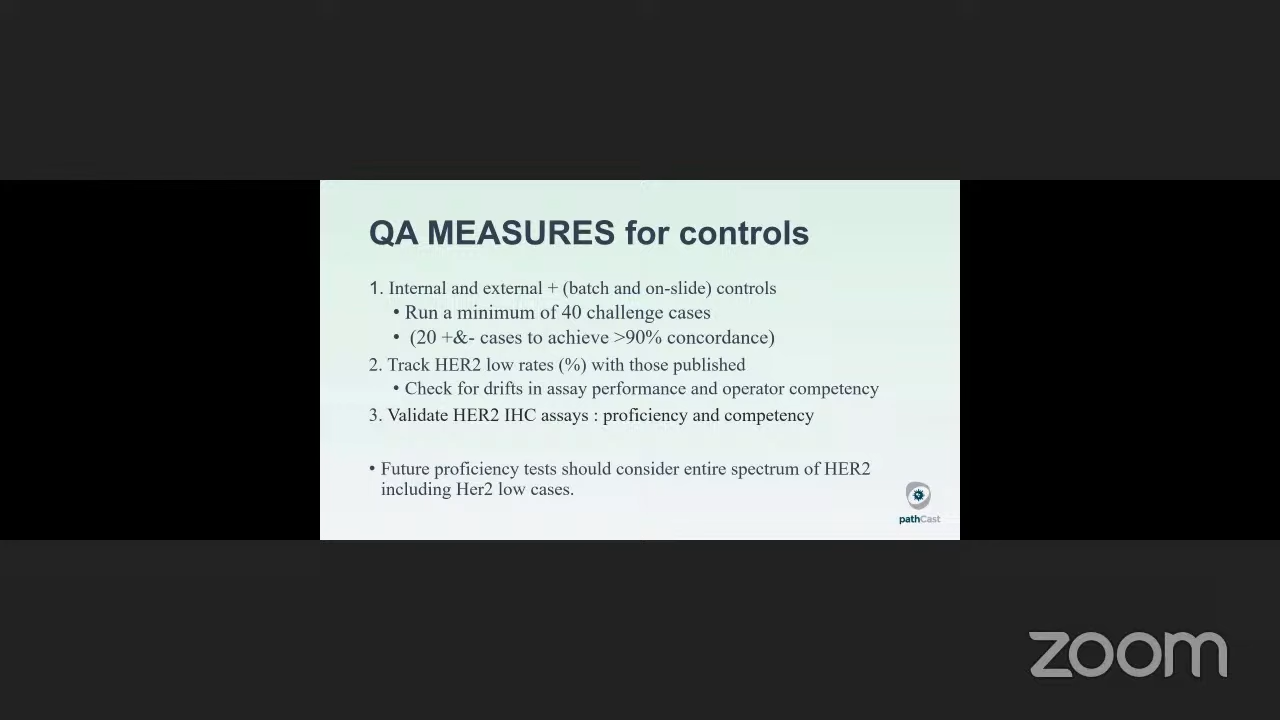 QA MEASURES for controls
1. Internal and external + (batch and on-slide) controls
• Run a minimum of 40 challenge cases
• (20 +&- cases to achieve >90% concordance)
2. Track HER2 low rates (%) with those published
• Check for drifts in assay performance and operator competency
3. Validate HER2 IHC assays : proficiency and competency
• Future proficiency tests should consider entire spectrum of HER2
including Her2 low cases.
pathCast
zoom